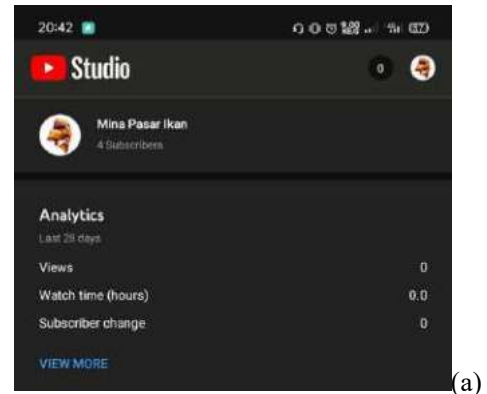 20:42
Studio
0
Mina Pasar Ikan
4 Subscribers
Analytics
Last 28 days
Views 0
Watch time (hours) 0.0
Subscriber change 0
VIEW MORE
(a)